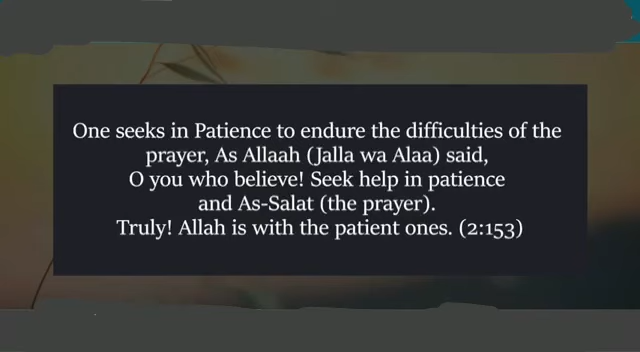 One seeks in Patience to endure the difficulties of the
prayer, As Allaah (Jalla wa Alaa) said,
O you who believe! Seek help in patience
and As-Salat (the prayer).
Truly! Allah is with the patient ones. (2:153)